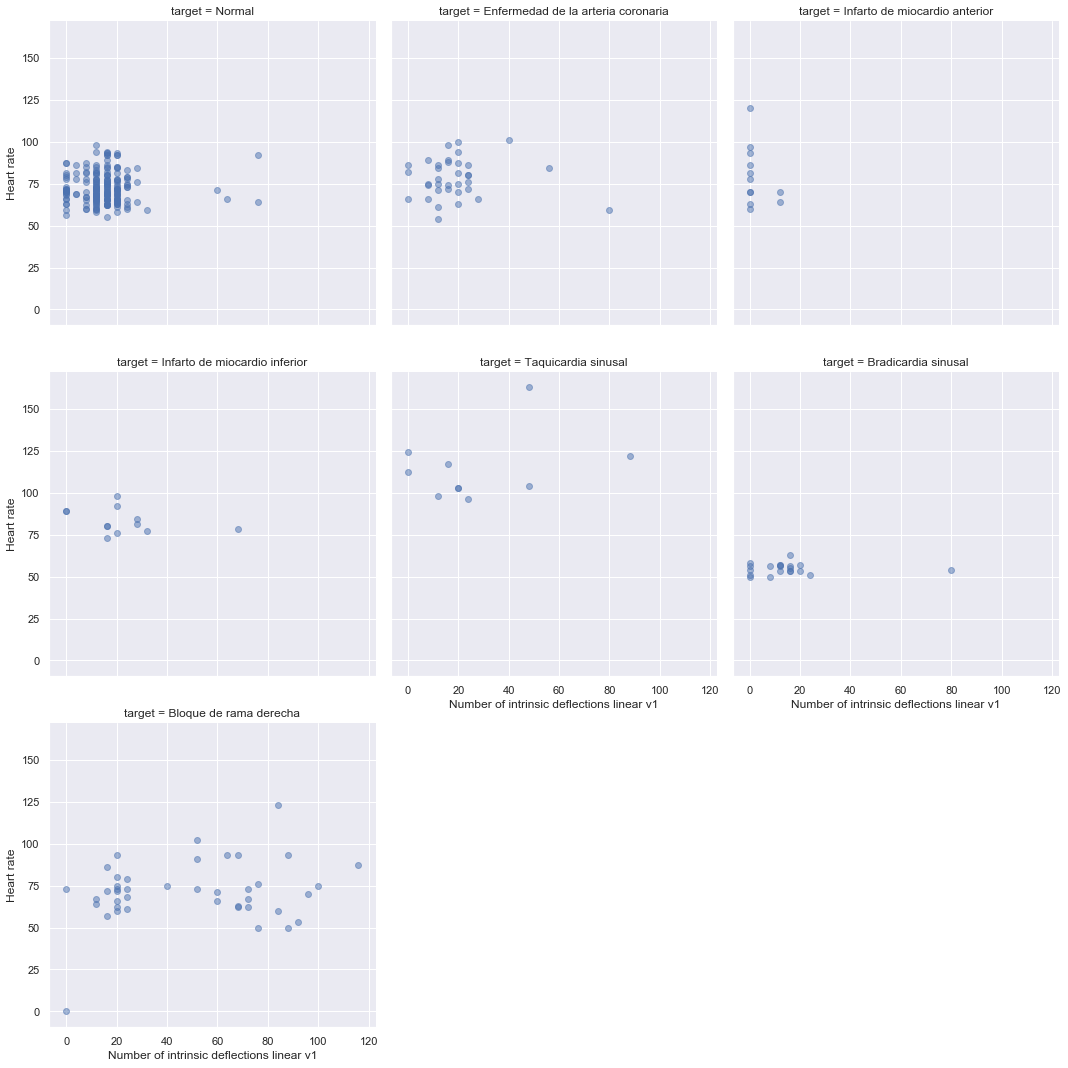 target = Normal
target = Enfermedad de la arteria coronaria
target = Infarto de miocardio anterior
150
125
100
75
50
25
0
Heart rate
target = Infarto de miocardio inferior
target = Taquicardia sinusal
target = Bradicardia sinusal
150
125
100
75
50
25
0
Heart rate
0 20 40 60 80 100 120
Number of intrinsic deflections linear v1
0 20 40 60 80 100 120
Number of intrinsic deflections linear v1
target = Bloque de rama derecha
150
125
100
75
50
25
0
Heart rate
0 20 40 60 80 100 120
Number of intrinsic deflections linear v1